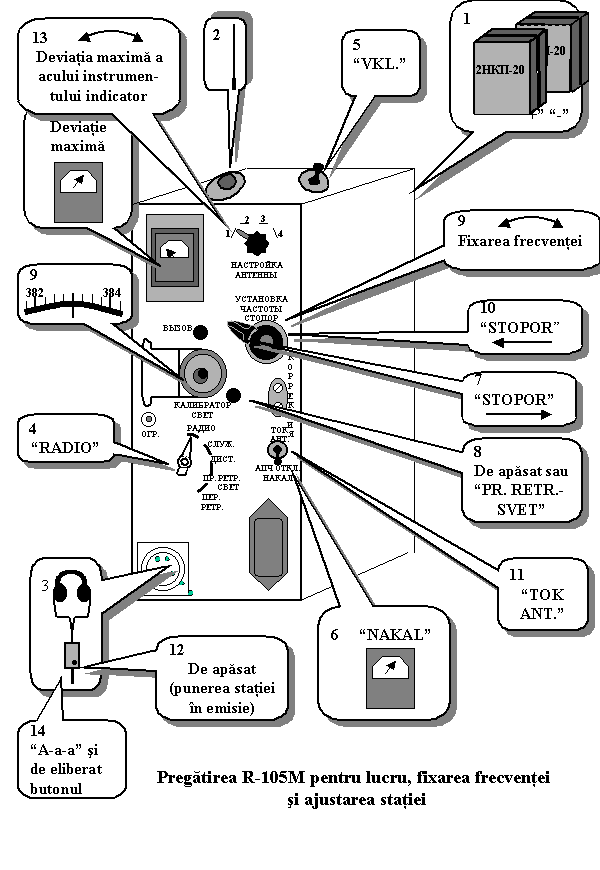 13
Deviația maximă a
acului instrumen-
tului indicator
2
5
“VKL.”
1
2НКП-20
П-20
“-”
Deviație
maximă
1 2 3 4
НАСТРОЙКА
АНТЕННЫ
9
Fixarea frecvenței
9
382 384
УСТАНОВКА
ЧАСТОТЫ
СТОПОР
ВЫЗОВ
10
“STOPOR”
7
“STOPOR”
КАЛИБРАТОР
СВЕТ
ОГР.
4
“RADIO”
РАДИО
СЛУЖ.
ДИСТ.
ПР. РЕТР.
СВЕТ
ПЕР.
РЕТР.
ТОК
АНТ.
АПЧ ОТКЛ.
НАКАЛ
8
De apăsat sau
“PR. RETR.-
SVET”
11
“TOK
ANT.”
3
12
De apăsat
(punerea stației
în emisie)
6 “NAKAL”
14
“A-a-a” și
de eliberat
butonul
Pregătirea R-105M pentru lucru, fixarea frecvenței
și ajustarea stației